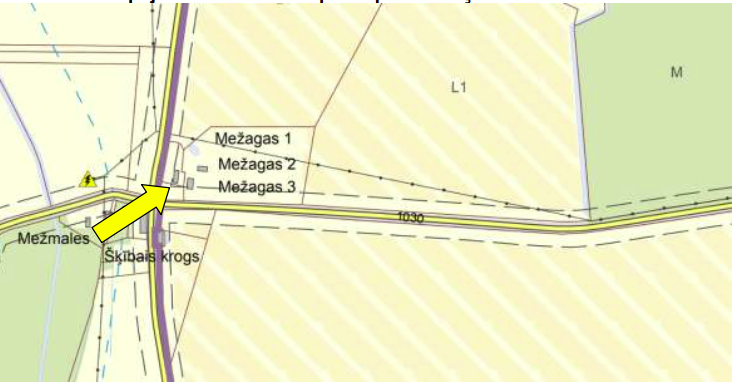 L1
M
Mežagas 1
Mežagas 2
Mežagas 3
1030
Mežmales
Šķībais krogs